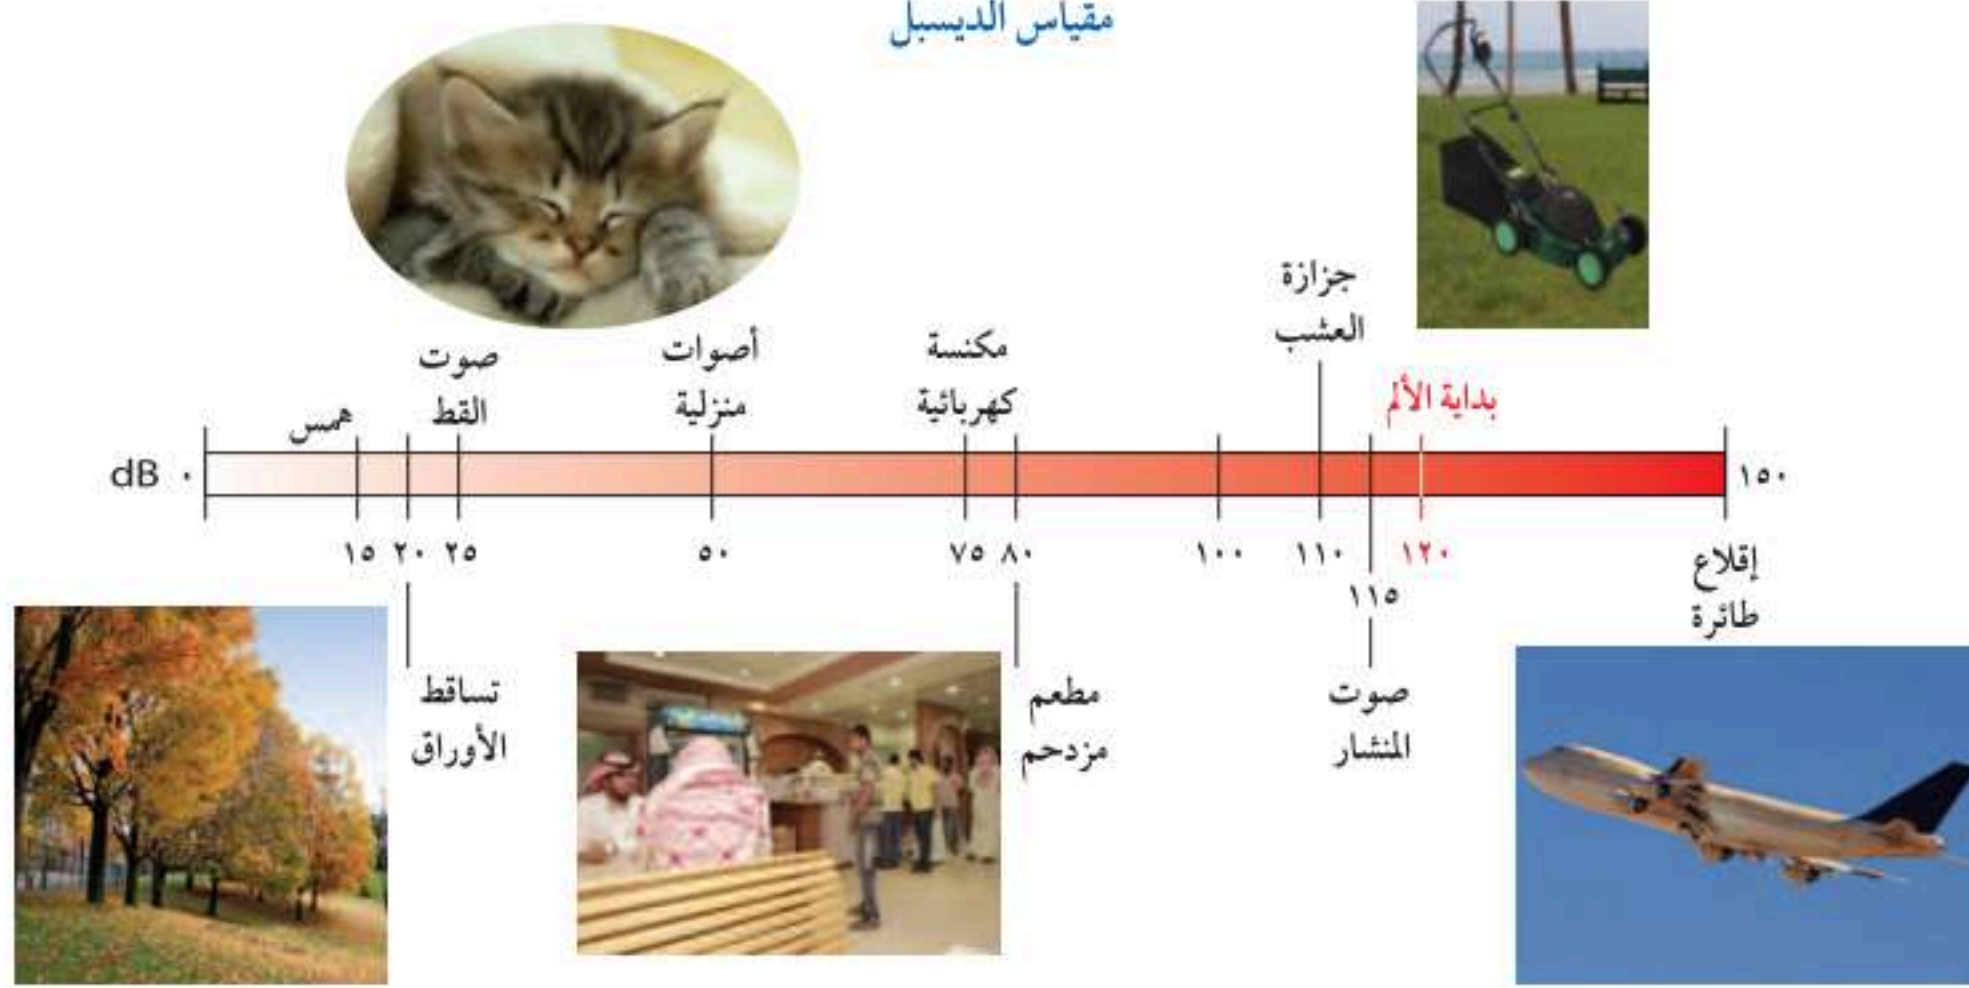 مقياس الديسبل
جزازة
العشب
صوت
القط
أصوات
منزلية
مكنسة
كهربائية
بداية الألم
همس
dB ٠
١٥٠
١٥ ٢٠ ٢٥ ٥٠ ٧٥ ٨٠ ١٠٠ ١١٠ ١٢٠
١١٥
إقلاع
طائرة
تساقط
الأوراق
مطعم
مزدحم
صوت
المنشار